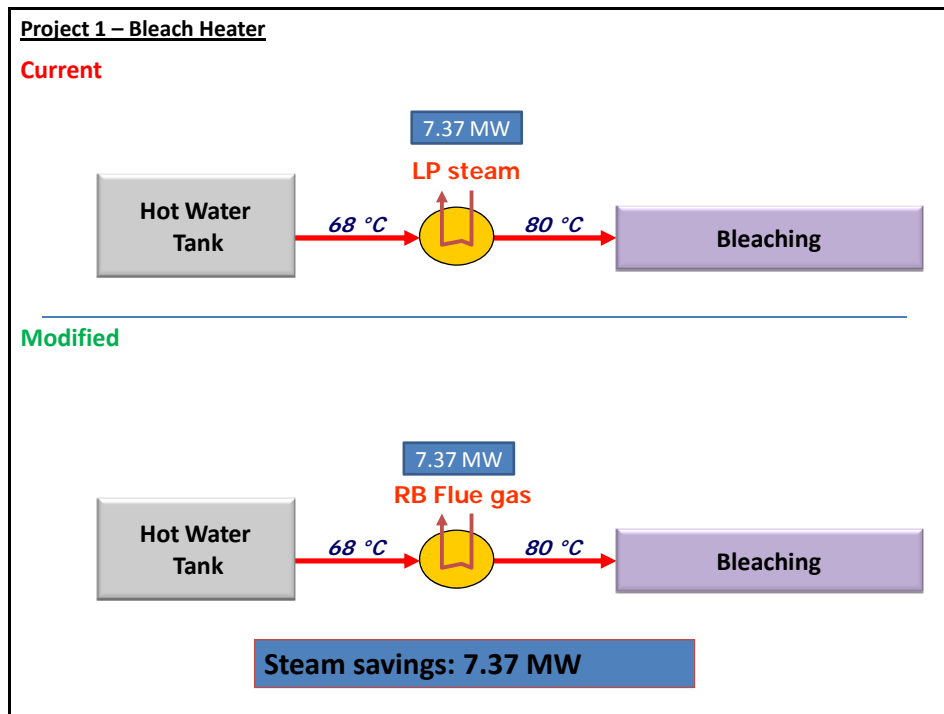 Project 1 – Bleach Heater
Current
7.37 MW
LP steam
Hot Water
Tank
68 °C
80 °C
Bleaching
Modified
7.37 MW
RB Flue gas
Hot Water
Tank
68 °C
80 °C
Bleaching
Steam savings: 7.37 MW